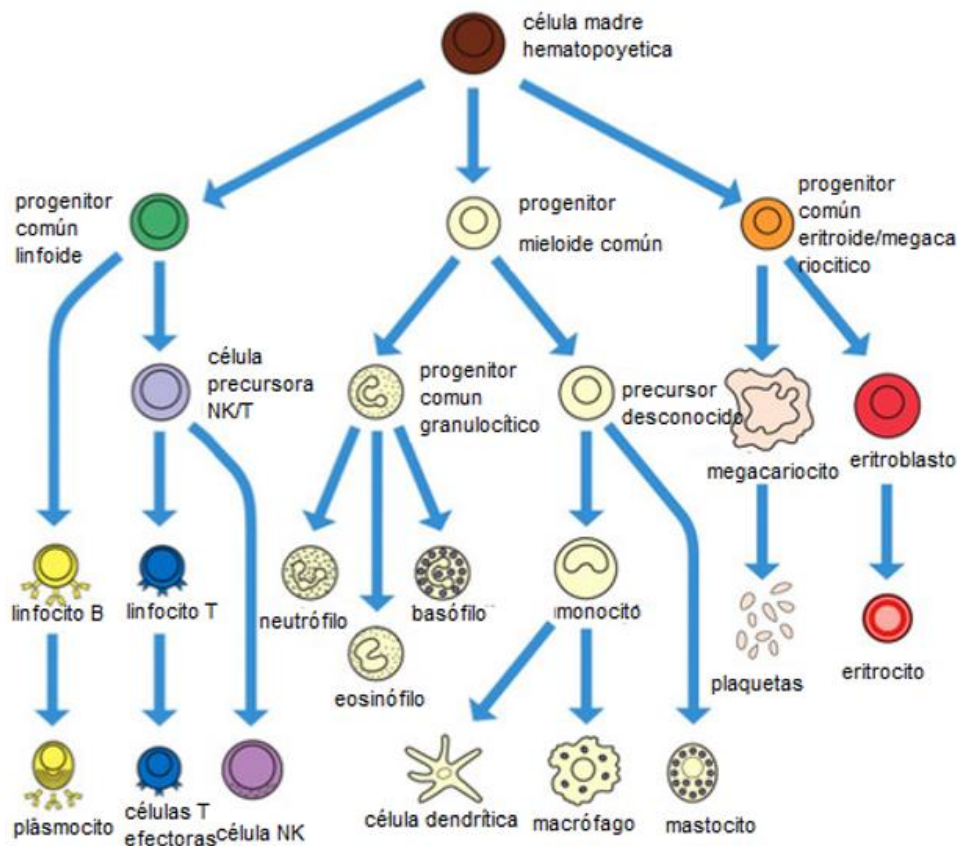 célula madre
hematopoyetica
progenitor
común
linfoide
progenitor
mieloide común
progenitor
común
eritroide/megaca
riocitico
célula
precursora
NK/T
progenitor
comun
granulocítico
precursor
desconocido
megacariocito
eritroblasto
linfocito B
linfocito T
neutrófilo
basófilo
monocito
eosinófilo
plaquetas
eritrocito
plásmocito
células T
efectoras
célula NK
célula dendrítica
macrófago
mastocito